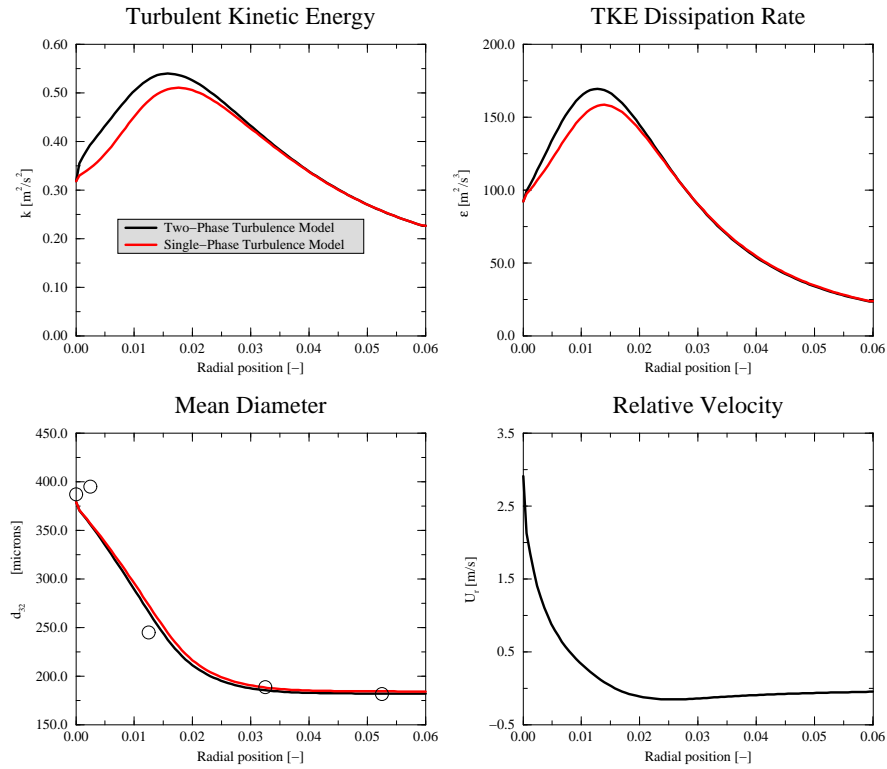 Turbulent Kinetic Energy
0.60
0.50
0.40
0.30
0.20
0.10
0.00
k [m²/s²]
Two−Phase Turbulence Model
Single−Phase Turbulence Model
0.00 0.01 0.02 0.03 0.04 0.05 0.06
Radial position [−]
TKE Dissipation Rate
200.0
150.0
100.0
50.0
0.0
ε [m²/s³]
0.00 0.01 0.02 0.03 0.04 0.05 0.06
Radial position [−]
Mean Diameter
450.0
400.0
350.0
300.0
250.0
200.0
150.0
d₃₂ [microns]
0.00 0.01 0.02 0.03 0.04 0.05 0.06
Radial position [−]
Relative Velocity
3.5
2.5
1.5
0.5
−0.5
Uᵣ [m/s]
0.00 0.01 0.02 0.03 0.04 0.05 0.06
Radial position [−]